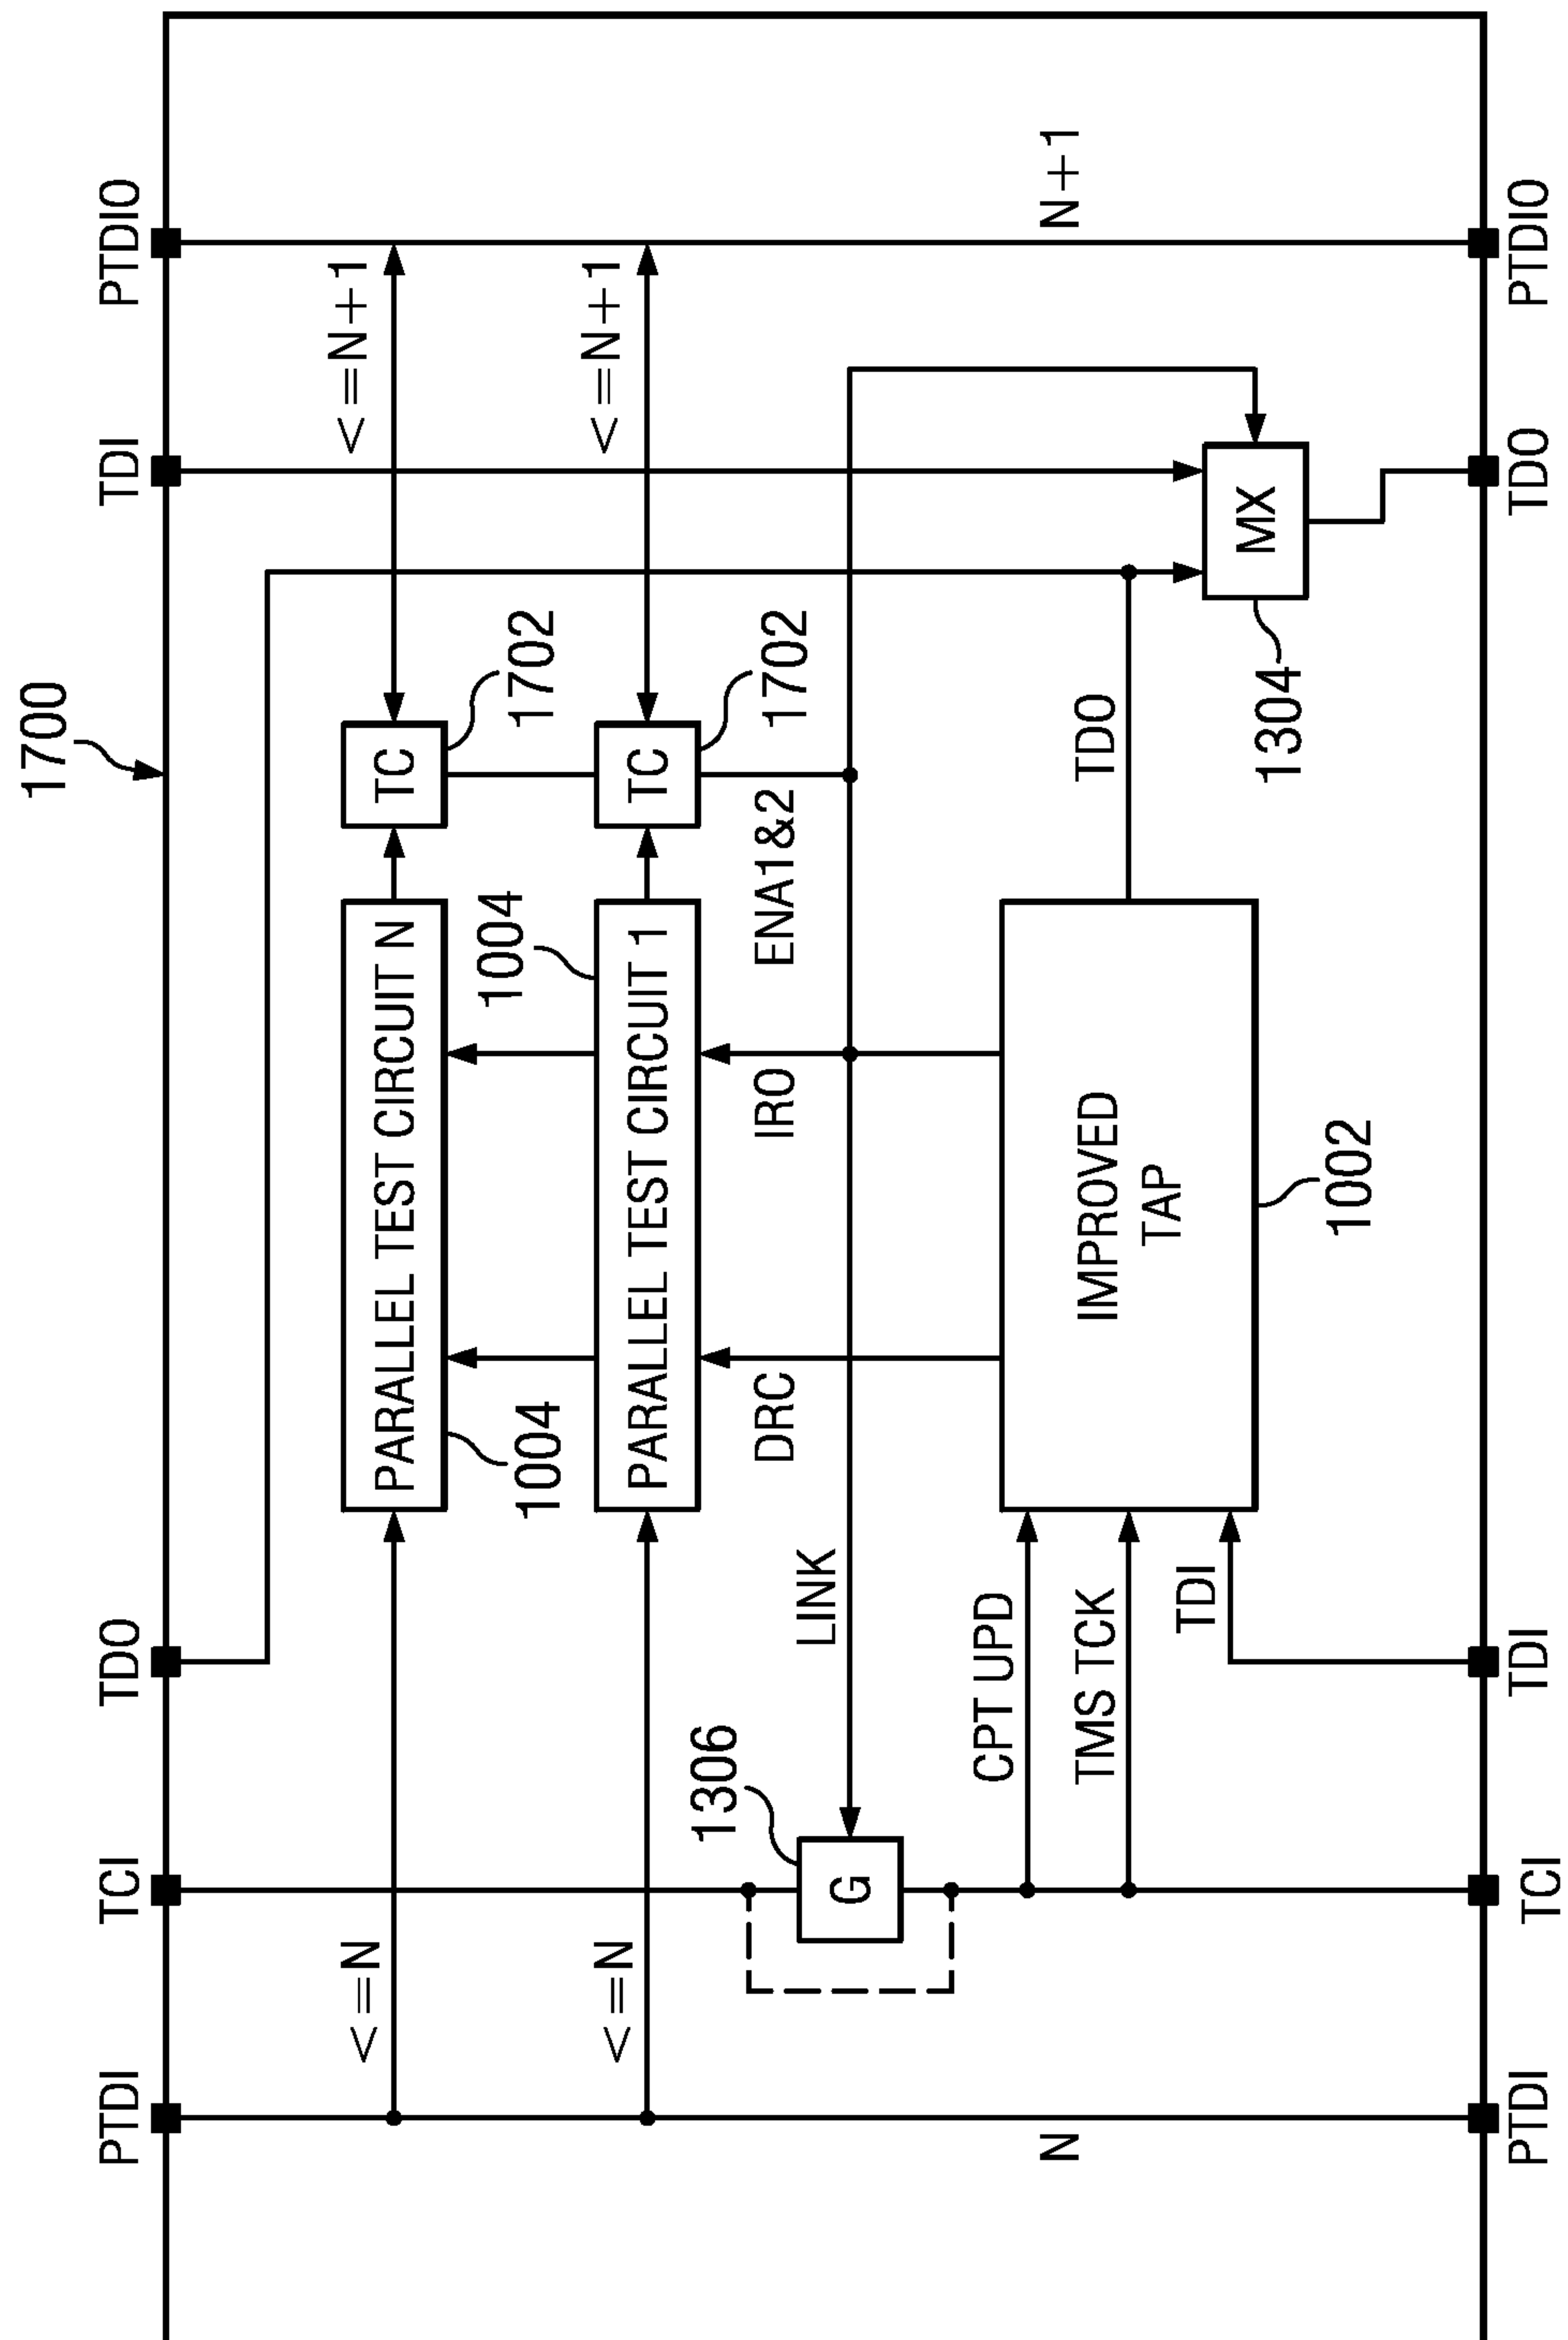 1700
PTDI
TCI
TDO
TDI
PTDIO
<=N
PARALLEL TEST CIRCUIT N
TC
<=N+1
1004
1702
<=N
PARALLEL TEST CIRCUIT 1
TC
<=N+1
1004
1702
1306
DRC
IRO
ENA1&2
LINK
G
CPT UPD
TMS TCK
TDI
IMPROVED
TAP
TDO
N
N+1
1002
1304
MX
PTDI
TCI
TDI
TDO
PTDIO